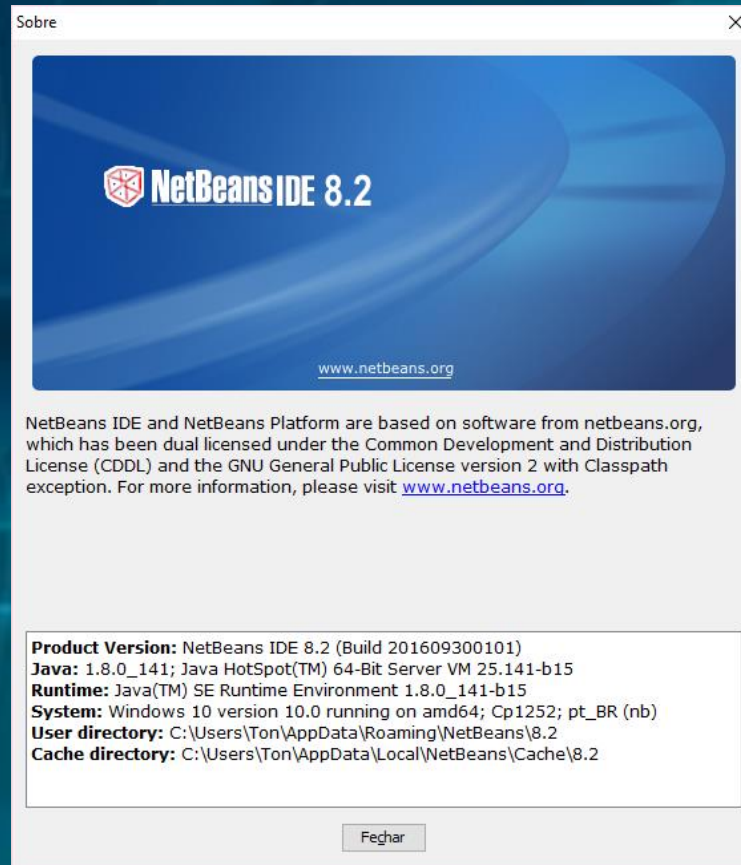 Sobre
NetBeans IDE 8.2
www.netbeans.org
NetBeans IDE and NetBeans Platform are based on software from netbeans.org,
which has been dual licensed under the Common Development and Distribution
License (CDDL) and the GNU General Public License version 2 with Classpath
exception. For more information, please visit www.netbeans.org.
Product Version: NetBeans IDE 8.2 (Build 201609300101)
Java: 1.8.0_141; Java HotSpot(TM) 64-Bit Server VM 25.141-b15
Runtime: Java(TM) SE Runtime Environment 1.8.0_141-b15
System: Windows 10 version 10.0 running on amd64; Cp1252; pt_BR (nb)
User directory: C:\Users\Ton\AppData\Roaming\NetBeans\8.2
Cache directory: C:\Users\Ton\AppData\Local\NetBeans\Cache\8.2
Fechar